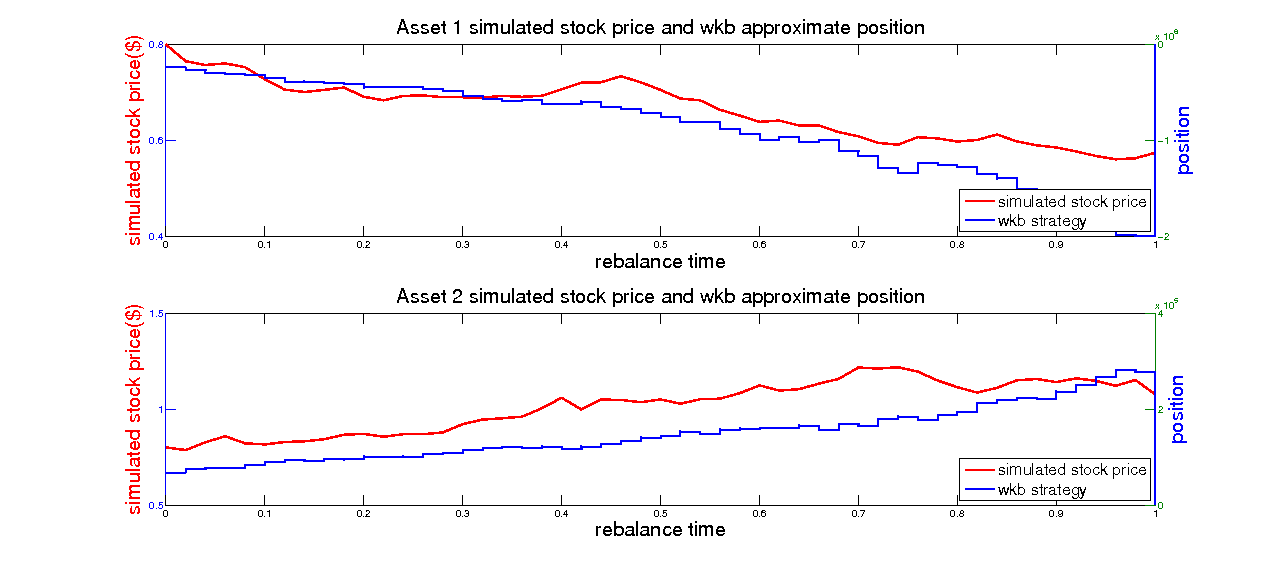 Asset 1 simulated stock price and wkb approximate position
x 10
0.8
0
simulated stock price($)
0.6
-1
position
simulated stock price
wkb strategy
0.4
-2
0 0.1 0.2 0.3 0.4 0.5 0.6 0.7 0.8 0.9 1
rebalance time
Asset 2 simulated stock price and wkb approximate position
x 10
1.5
4
simulated stock price($)
1
2
position
simulated stock price
wkb strategy
0.5
0
0 0.1 0.2 0.3 0.4 0.5 0.6 0.7 0.8 0.9 1
rebalance time